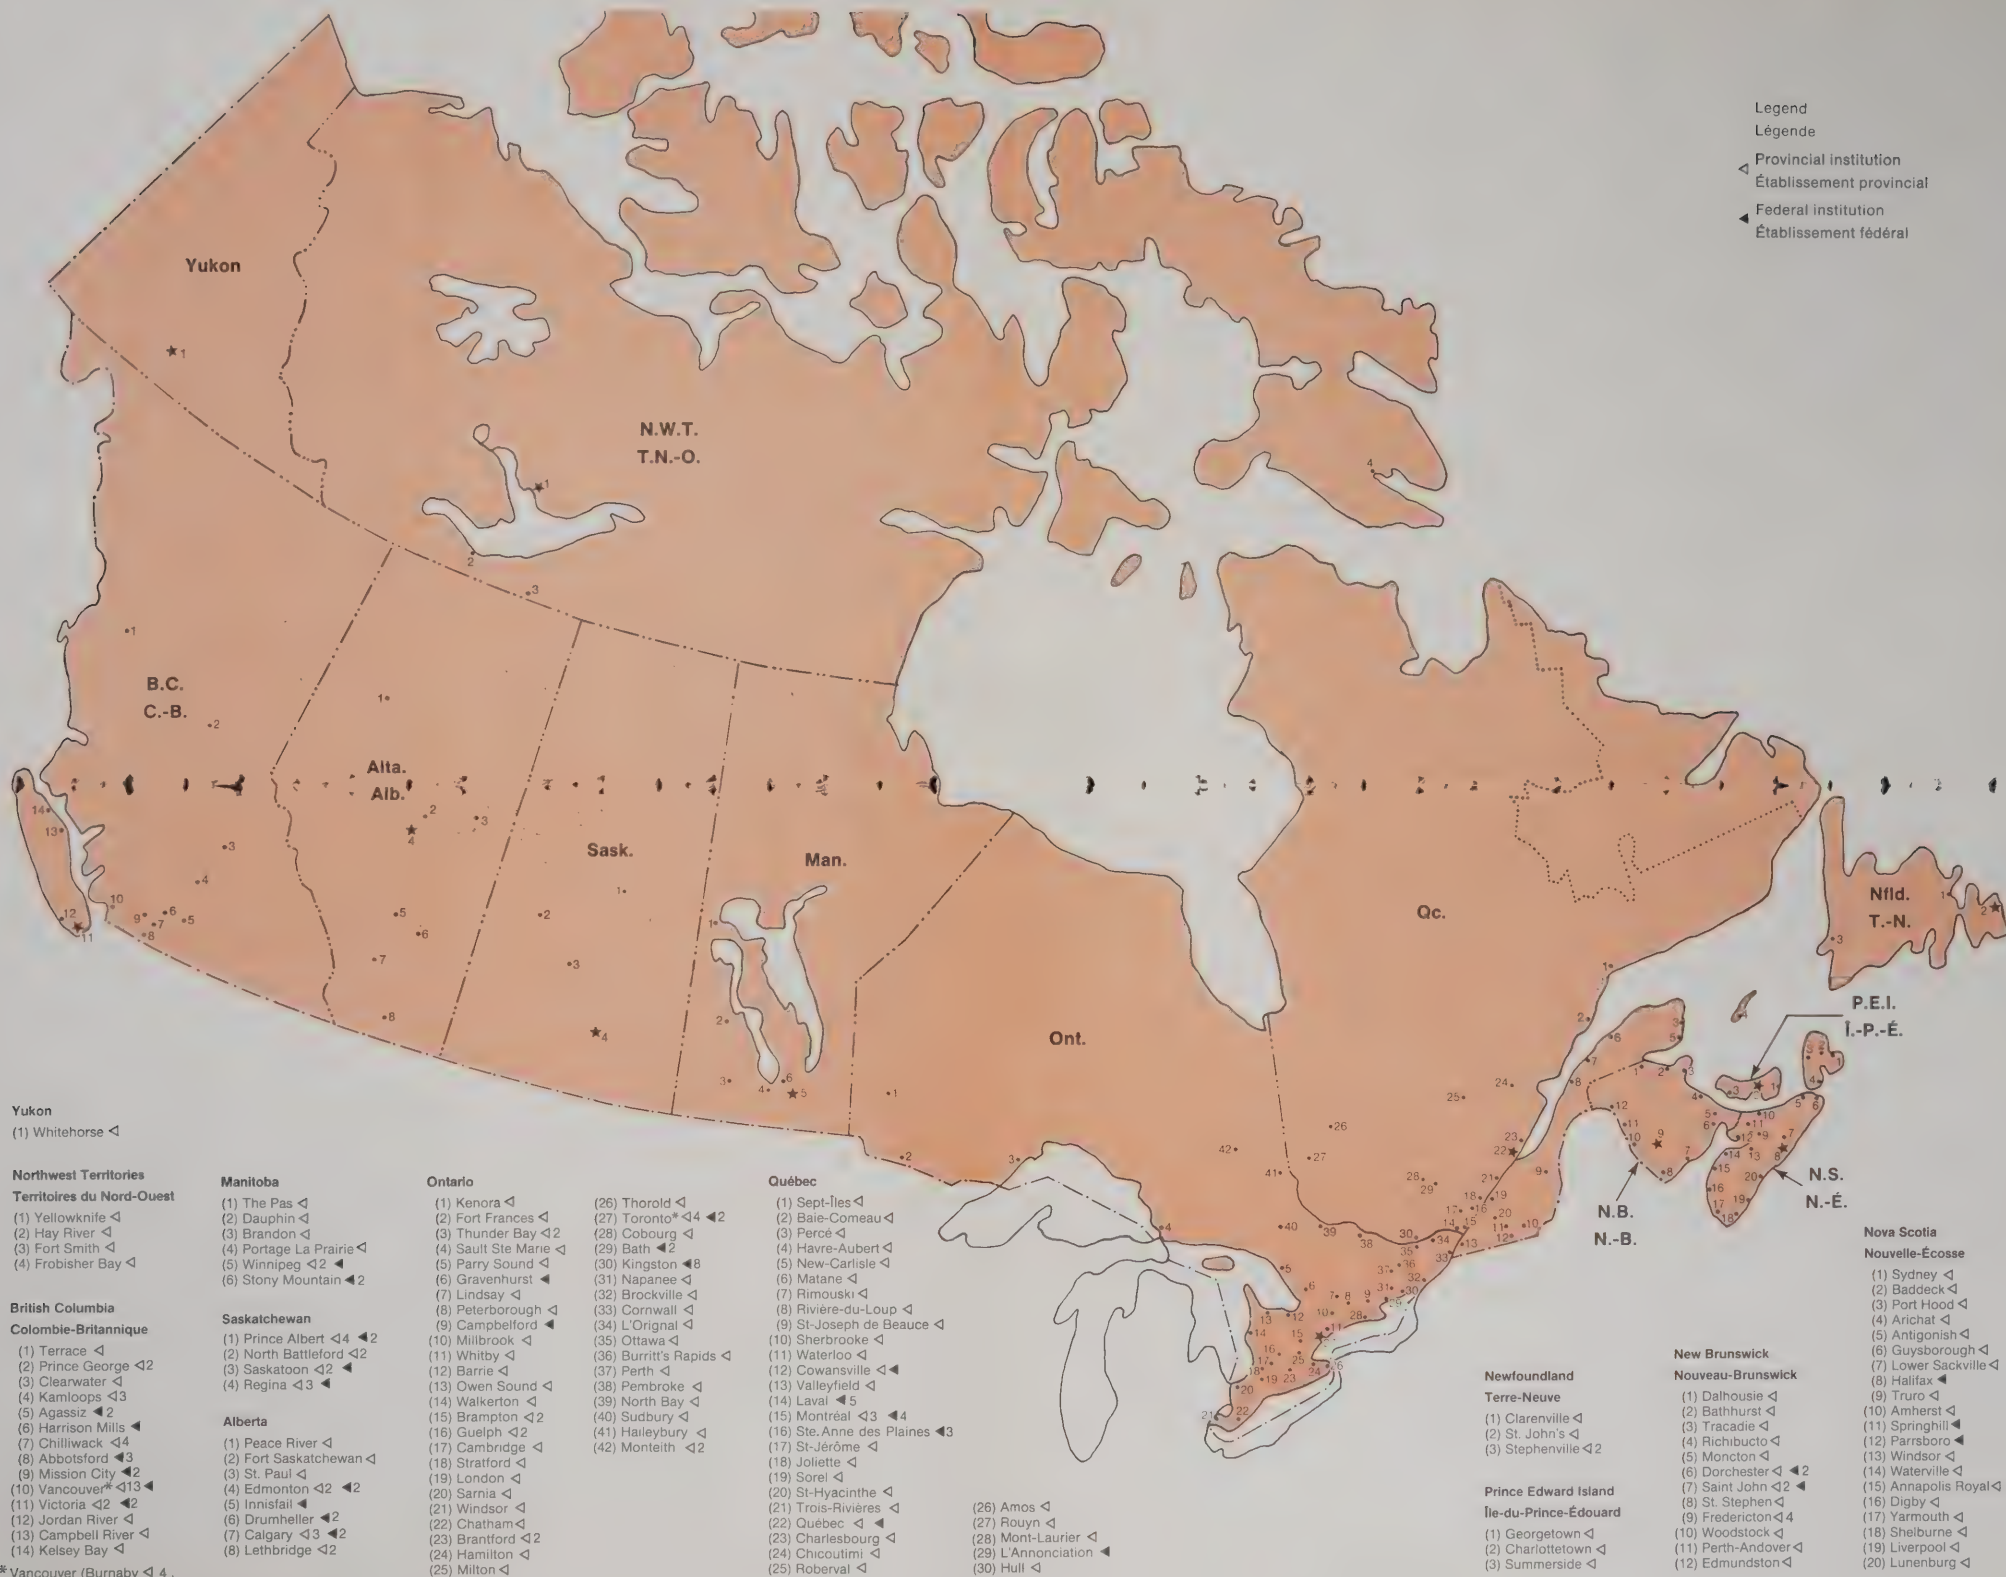 Legend
Légende
◁ Provincial institution
Établissement provincial
◀ Federal institution
Établissement fédéral
Yukon
N.W.T.
T.N.-O.
B.C.
C.-B.
Alta.
Alb.
Sask.
Man.
Ont.
Qc.
Nfld.
T.-N.
P.E.I.
Î.-P.-É.
N.S.
N.-É.
N.B.
N.-B.
Yukon
(1) Whitehorse ◁
Northwest Territories
Territoires du Nord-Ouest
(1) Yellowknife ◁
(2) Hay River ◁
(3) Fort Smith ◁
(4) Frobisher Bay ◁
British Columbia
Colombie-Britannique
(1) Terrace ◁
(2) Prince George ◁2
(3) Clearwater ◁
(4) Kamloops ◁3
(5) Agassiz ◀2
(6) Harrison Mills ◀
(7) Chilliwack ◁4
(8) Abbotsford ◀3
(9) Mission City ◀2
(10) Vancouver* ◁13 ◀
(11) Victoria ◁2 ◀2
(12) Jordan River ◁
(13) Campbell River ◁
(14) Kelsey Bay ◁
* Vancouver (Burnaby ◁ 4,
Manitoba
(1) The Pas ◁
(2) Dauphin ◁
(3) Brandon ◁
(4) Portage La Prairie ◁
(5) Winnipeg ◁2 ◀
(6) Stony Mountain ◀2
Saskatchewan
(1) Prince Albert ◁4 ◀2
(2) North Battleford ◁2
(3) Saskatoon ◁2 ◀
(4) Regina ◁3 ◀
Alberta
(1) Peace River ◁
(2) Fort Saskatchewan ◁
(3) St. Paul ◁
(4) Edmonton ◁2 ◀2
(5) Innisfail ◀
(6) Drumheller ◀2
(7) Calgary ◁3 ◀2
(8) Lethbridge ◁2
Ontario
(1) Kenora ◁
(2) Fort Frances ◁
(3) Thunder Bay ◁2
(4) Sault Ste Marie ◁
(5) Parry Sound ◁
(6) Gravenhurst ◀
(7) Lindsay ◁
(8) Peterborough ◁
(9) Campbelford ◀
(10) Millbrook ◁
(11) Whitby ◁
(12) Barrie ◁
(13) Owen Sound ◁
(14) Walkerton ◁
(15) Brampton ◁2
(16) Guelph ◁2
(17) Cambridge ◁
(18) Stratford ◁
(19) London ◁
(20) Sarnia ◁
(21) Windsor ◁
(22) Chatham ◁
(23) Brantford ◁2
(24) Hamilton ◁
(25) Milton ◁
(26) Thorold ◁
(27) Toronto* ◁4 ◀2
(28) Cobourg ◁
(29) Bath ◀2
(30) Kingston ◀8
(31) Napanee ◁
(32) Brockville ◁
(33) Cornwall ◁
(34) L'Orignal ◁
(35) Ottawa ◁
(36) Burritt's Rapids ◁
(37) Perth ◁
(38) Pembroke ◁
(39) North Bay ◁
(40) Sudbury ◁
(41) Haileybury ◁
(42) Monteith ◁2
Québec
(1) Sept-Îles ◁
(2) Baie-Comeau ◁
(3) Percé ◁
(4) Havre-Aubert ◁
(5) New-Carlisle ◁
(6) Matane ◁
(7) Rimouski ◁
(8) Rivière-du-Loup ◁
(9) St-Joseph de Beauce ◁
(10) Sherbrooke ◁
(11) Waterloo ◁
(12) Cowansville ◁ ◀
(13) Valleyfield ◁
(14) Laval ◀5
(15) Montréal ◁3 ◀4
(16) Ste. Anne des Plaines ◀3
(17) St-Jérôme ◁
(18) Joliette ◁
(19) Sorel ◁
(20) St-Hyacinthe ◁
(21) Trois-Rivières ◁
(22) Québec ◁ ◀
(23) Charlesbourg ◁
(24) Chicoutimi ◁
(25) Roberval ◁
(26) Amos ◁
(27) Rouyn ◁
(28) Mont-Laurier ◁
(29) L'Annonciation ◀
(30) Hull ◁
Newfoundland
Terre-Neuve
(1) Clarenville ◁
(2) St. John's ◁
(3) Stephenville ◁2
Prince Edward Island
Île-du-Prince-Édouard
(1) Georgetown ◁
(2) Charlottetown ◁
(3) Summerside ◁
New Brunswick
Nouveau-Brunswick
(1) Dalhousie ◁
(2) Bathhurst ◁
(3) Tracadie ◁
(4) Richibucto ◁
(5) Moncton ◁
(6) Dorchester ◁ ◀2
(7) Saint John ◁2 ◀
(8) St. Stephen ◁
(9) Fredericton ◁4
(10) Woodstock ◁
(11) Perth-Andover ◁
(12) Edmundston ◁
Nova Scotia
Nouvelle-Écosse
(1) Sydney ◁
(2) Baddeck ◁
(3) Port Hood ◁
(4) Arichat ◁
(5) Antigonish ◁
(6) Guysborough ◁
(7) Lower Sackville ◁
(8) Halifax ◀
(9) Truro ◁
(10) Amherst ◁
(11) Springhill ◀
(12) Parrsboro ◀
(13) Windsor ◁
(14) Waterville ◁
(15) Annapolis Royal ◁
(16) Digby ◁
(17) Yarmouth ◁
(18) Shelburne ◁
(19) Liverpool ◁
(20) Lunenburg ◁